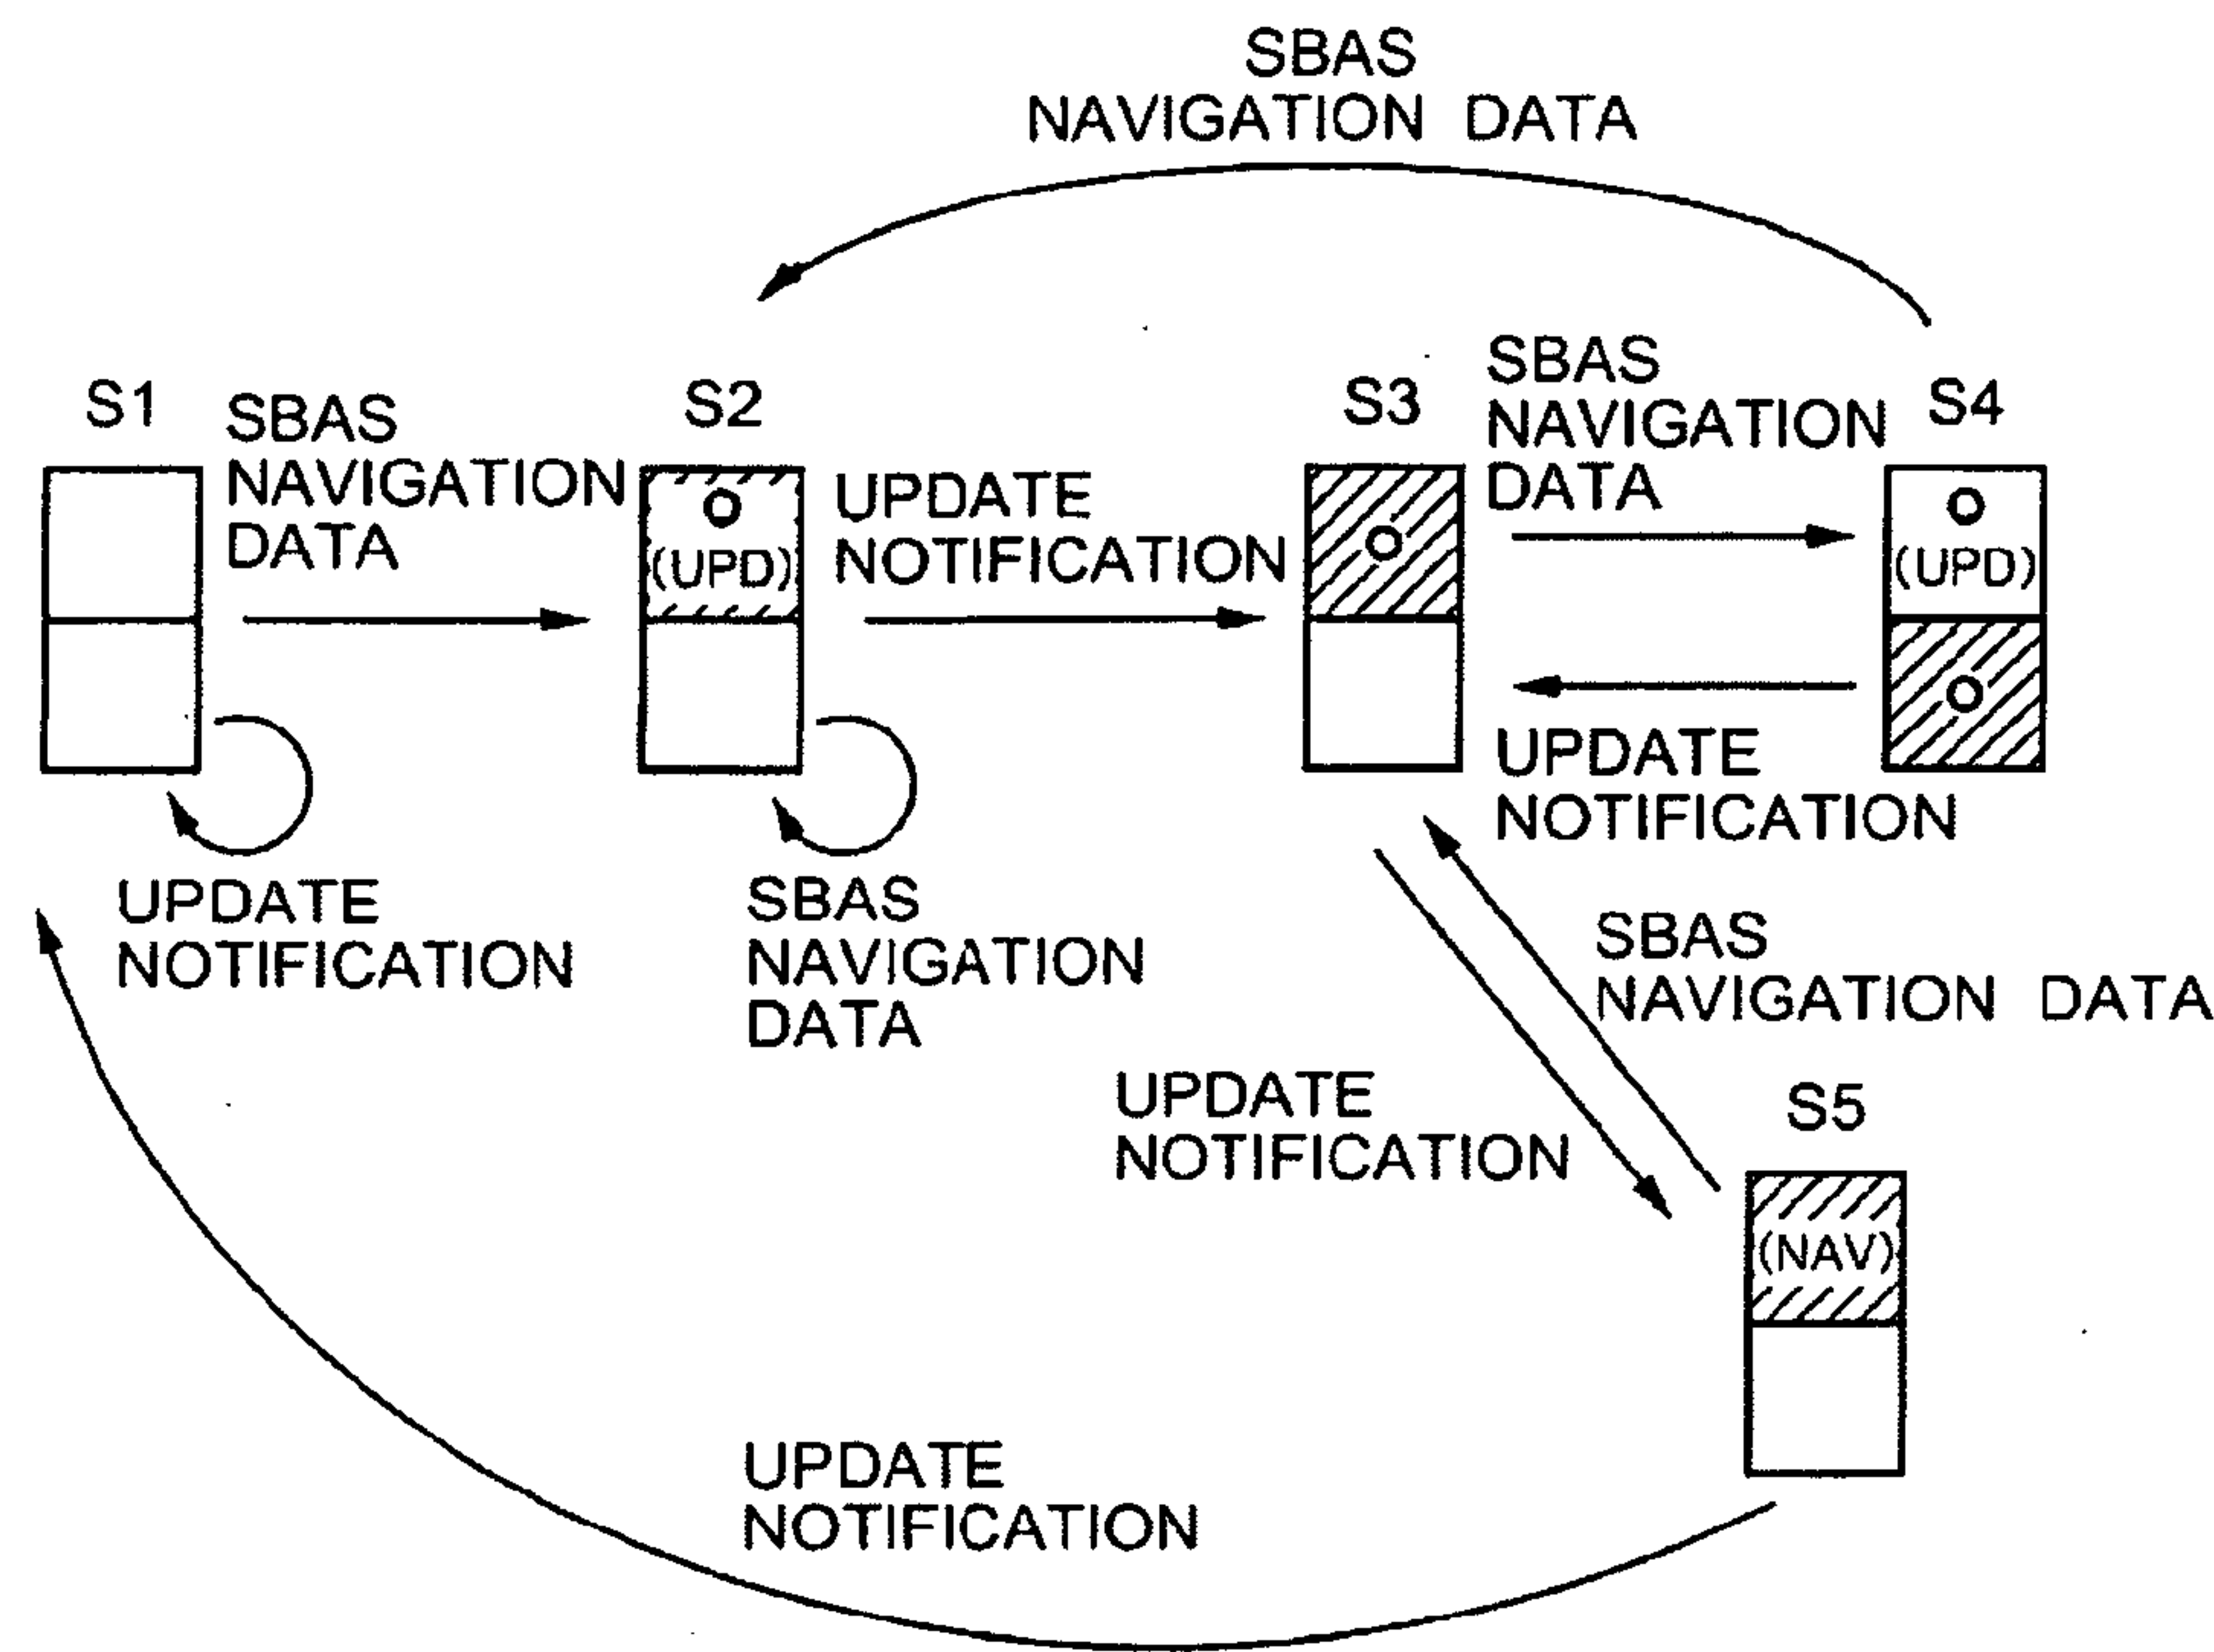 SBAS
NAVIGATION DATA
S1
SBAS
NAVIGATION
DATA
S2
(UPD)
UPDATE
NOTIFICATION
S3
SBAS
NAVIGATION
DATA
S4
(UPD)
UPDATE
NOTIFICATION
UPDATE
NOTIFICATION
SBAS
NAVIGATION
DATA
SBAS
NAVIGATION DATA
UPDATE
NOTIFICATION
S5
(NAV)
UPDATE
NOTIFICATION